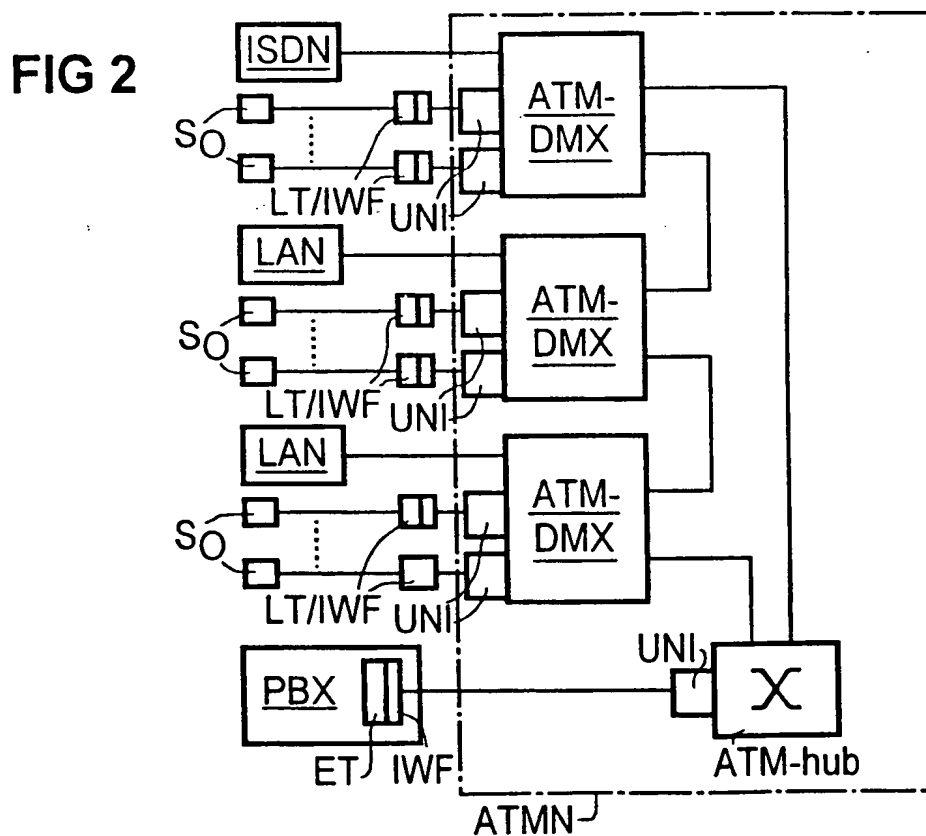 FIG 2
ISDN
SO
LT/IWF
UNI
ATM-
DMX
LAN
SO
LT/IWF
UNI
ATM-
DMX
LAN
SO
LT/IWF
UNI
ATM-
DMX
PBX
ET
IWF
UNI
ATM-hub
ATMN